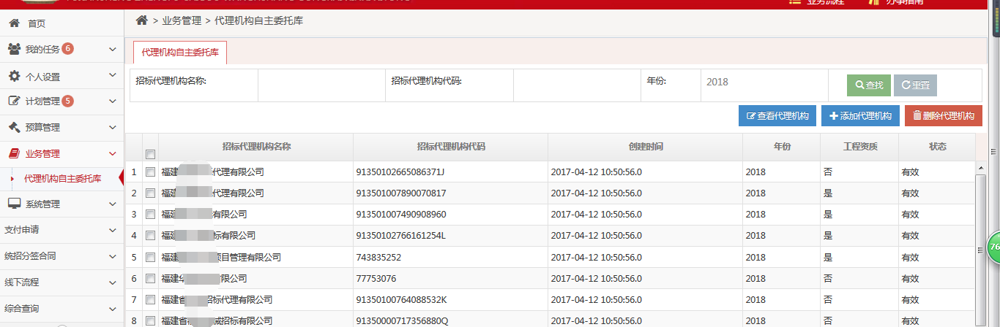 业务流程 办事指南
首页 > 业务管理 > 代理机构自主委托库
我的任务 6
代理机构自主委托库
个人设置
招标代理机构名称: 招标代理机构代码: 年份: 2018 查找 重置
计划管理 5
查看代理机构 添加代理机构 删除代理机构
预算管理
业务管理
代理机构自主委托库
系统管理
支付申请
统招分签合同
线下流程
综合查询
招标代理机构名称 招标代理机构代码 创建时间 年份 工程资质 状态
1 福建 代理有限公司 91350102665086371J 2017-04-12 10:50:56.0 2018 否 有效
2 福建 代理有限公司 913501007890070817 2017-04-12 10:50:56.0 2018 是 有效
3 福建 有限公司 913501007490908960 2017-04-12 10:50:56.0 2018 是 有效
4 福建 标有限公司 91350102766161254L 2017-04-12 10:50:56.0 2018 是 有效
5 福建 项目管理有限公司 743835252 2017-04-12 10:50:56.0 2018 是 有效
6 福建 有限公司 77753076 2017-04-12 10:50:56.0 2018 否 有效
7 福建省 招标代理有限公司 91350100764088532K 2017-04-12 10:50:56.0 2018 否 有效
8 福建省 械招标有限公司 91350000717356880Q 2017-04-12 10:50:56.0 2018 否 有效
76